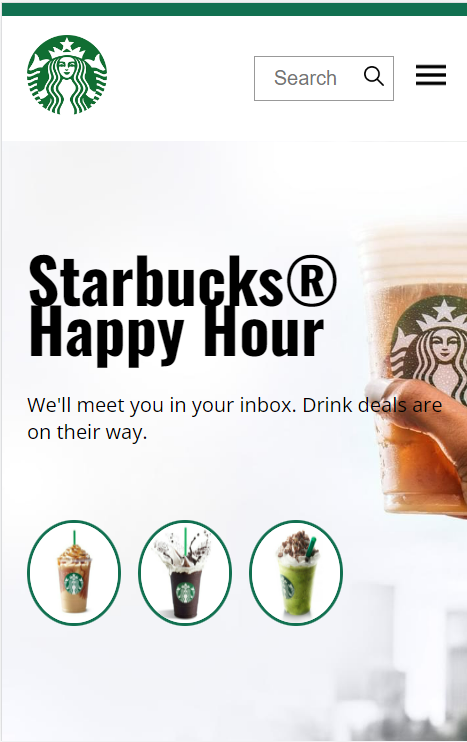 Search
Starbucks®
Happy Hour
We'll meet you in your inbox. Drink deals are
on their way.